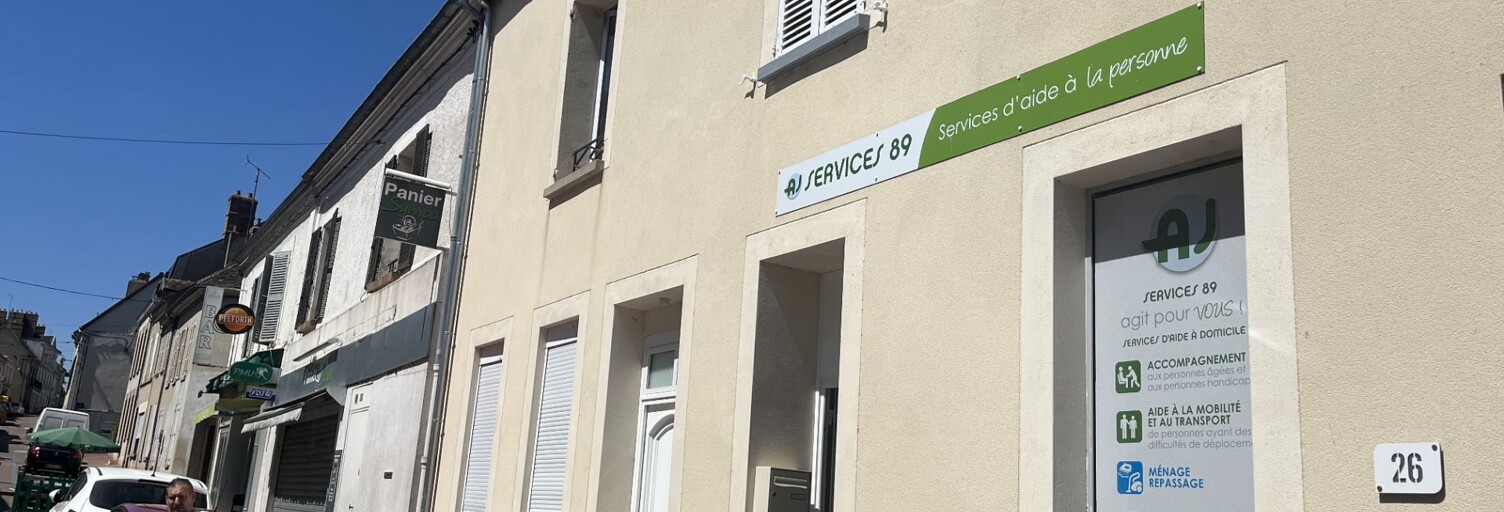 Panier
BAR
PELFORTH
PMU
FDJ
AJ SERVICES 89
Services d'aide à la personne
AJ
SERVICES 89
agit pour VOUS !
SERVICES D'AIDE À DOMICILE
ACCOMPAGNEMENT
aux personnes âgées et
aux personnes handicap
AIDE À LA MOBILITÉ
ET AU TRANSPORT
de personnes ayant des
difficultés de déplacem
MÉNAGE
REPASSAGE
26